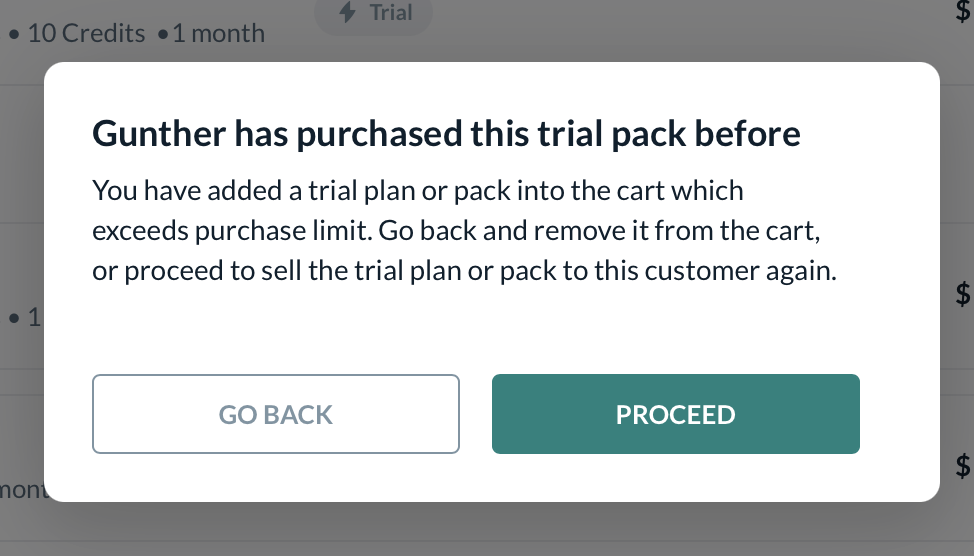 Trial
$
• 10 Credits • 1 month
Gunther has purchased this trial pack before
You have added a trial plan or pack into the cart which
exceeds purchase limit. Go back and remove it from the cart,
or proceed to sell the trial plan or pack to this customer again.
$
• 1
GO BACK
PROCEED
$
mont